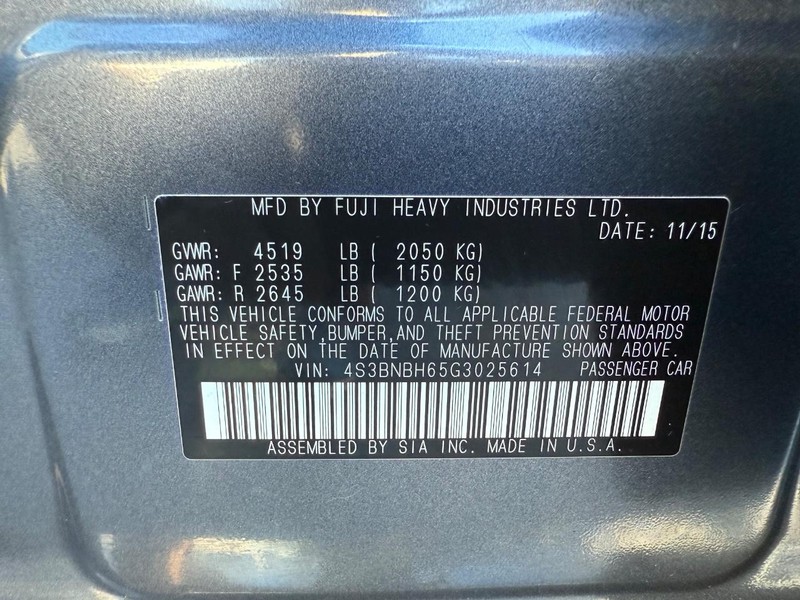 MFD BY FUJI HEAVY INDUSTRIES LTD.
DATE: 11/15
GVWR: 4519 LB ( 2050 KG)
GAWR: F 2535 LB ( 1150 KG)
GAWR: R 2645 LB ( 1200 KG)
THIS VEHICLE CONFORMS TO ALL APPLICABLE FEDERAL MOTOR
VEHICLE SAFETY,BUMPER,AND THEFT PREVENTION STANDARDS
IN EFFECT ON THE DATE OF MANUFACTURE SHOWN ABOVE.
VIN: 4S3BNBH65G3025614 PASSENGER CAR
ASSEMBLED BY SIA INC. MADE IN U.S.A.